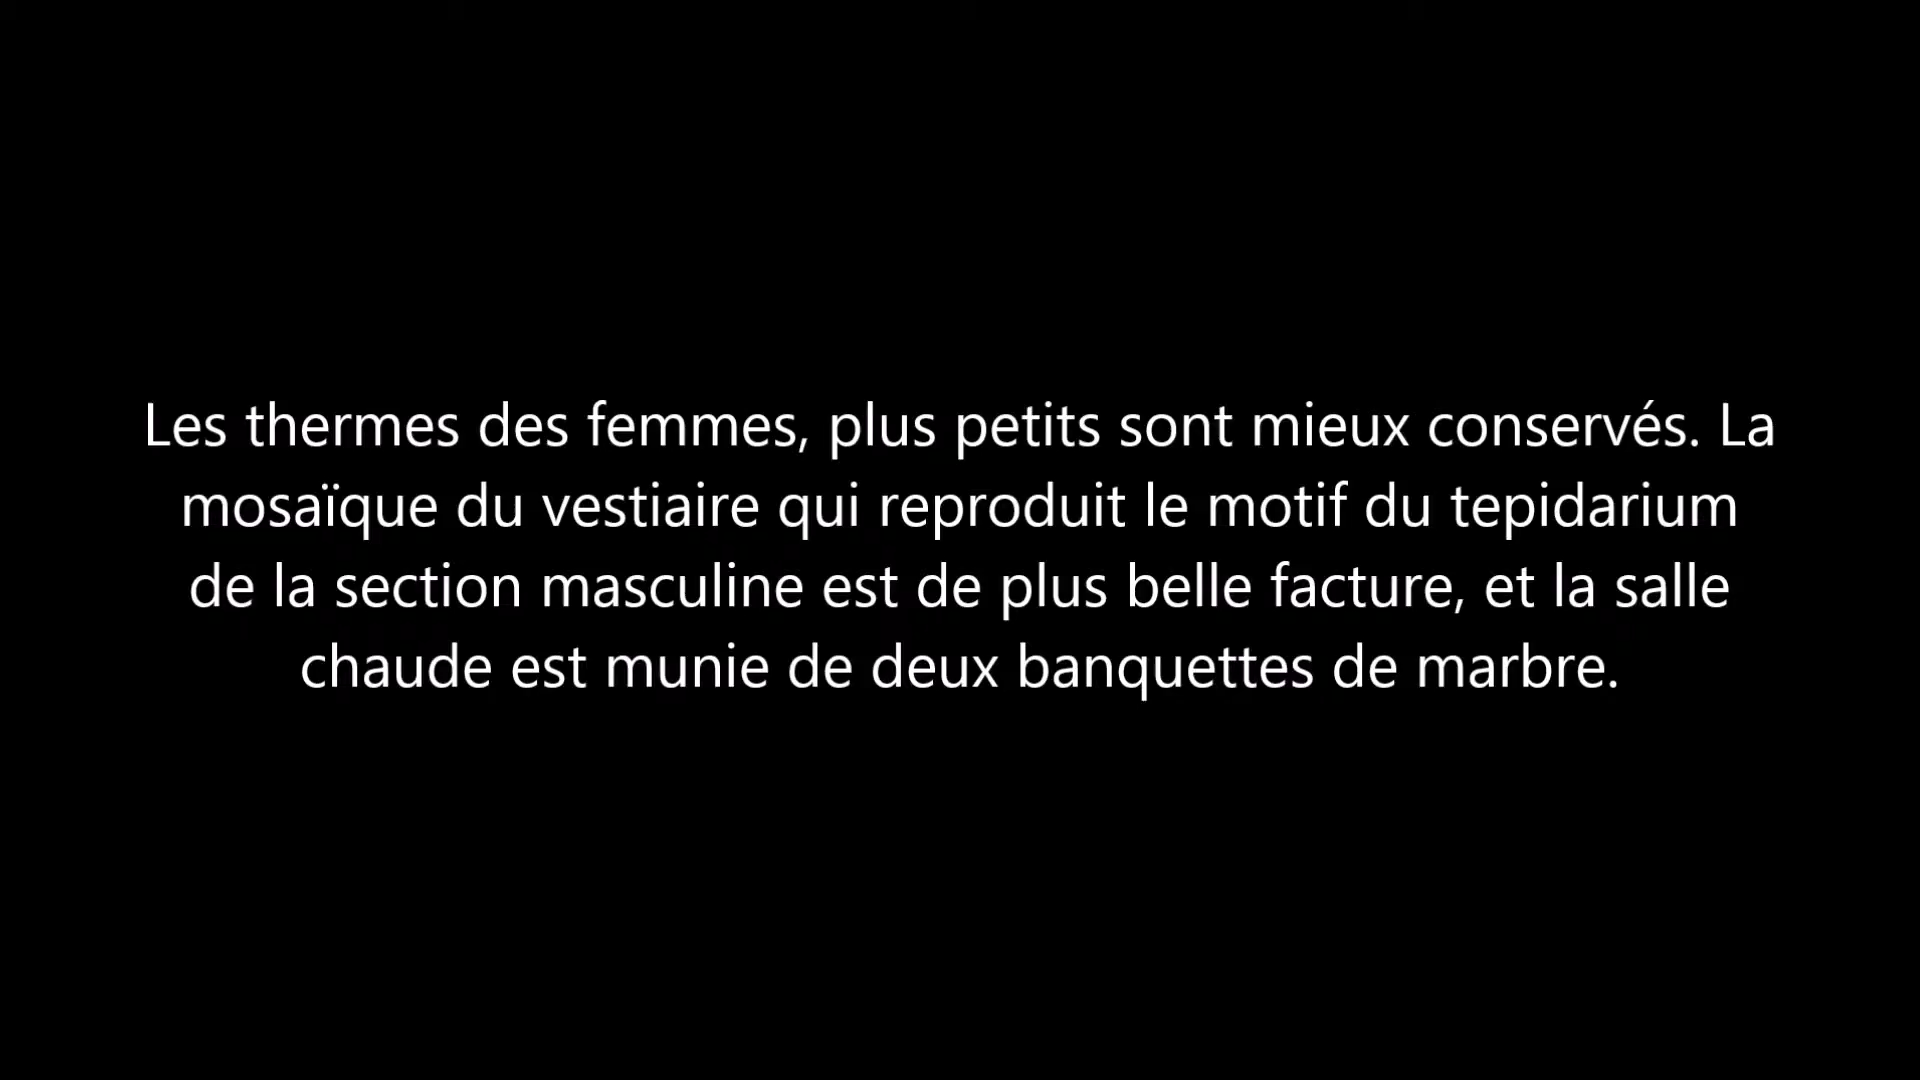 Les thermes des femmes, plus petits sont mieux conservés. La
mosaïque du vestiaire qui reproduit le motif du tepidarium
de la section masculine est de plus belle facture, et la salle
chaude est munie de deux banquettes de marbre.